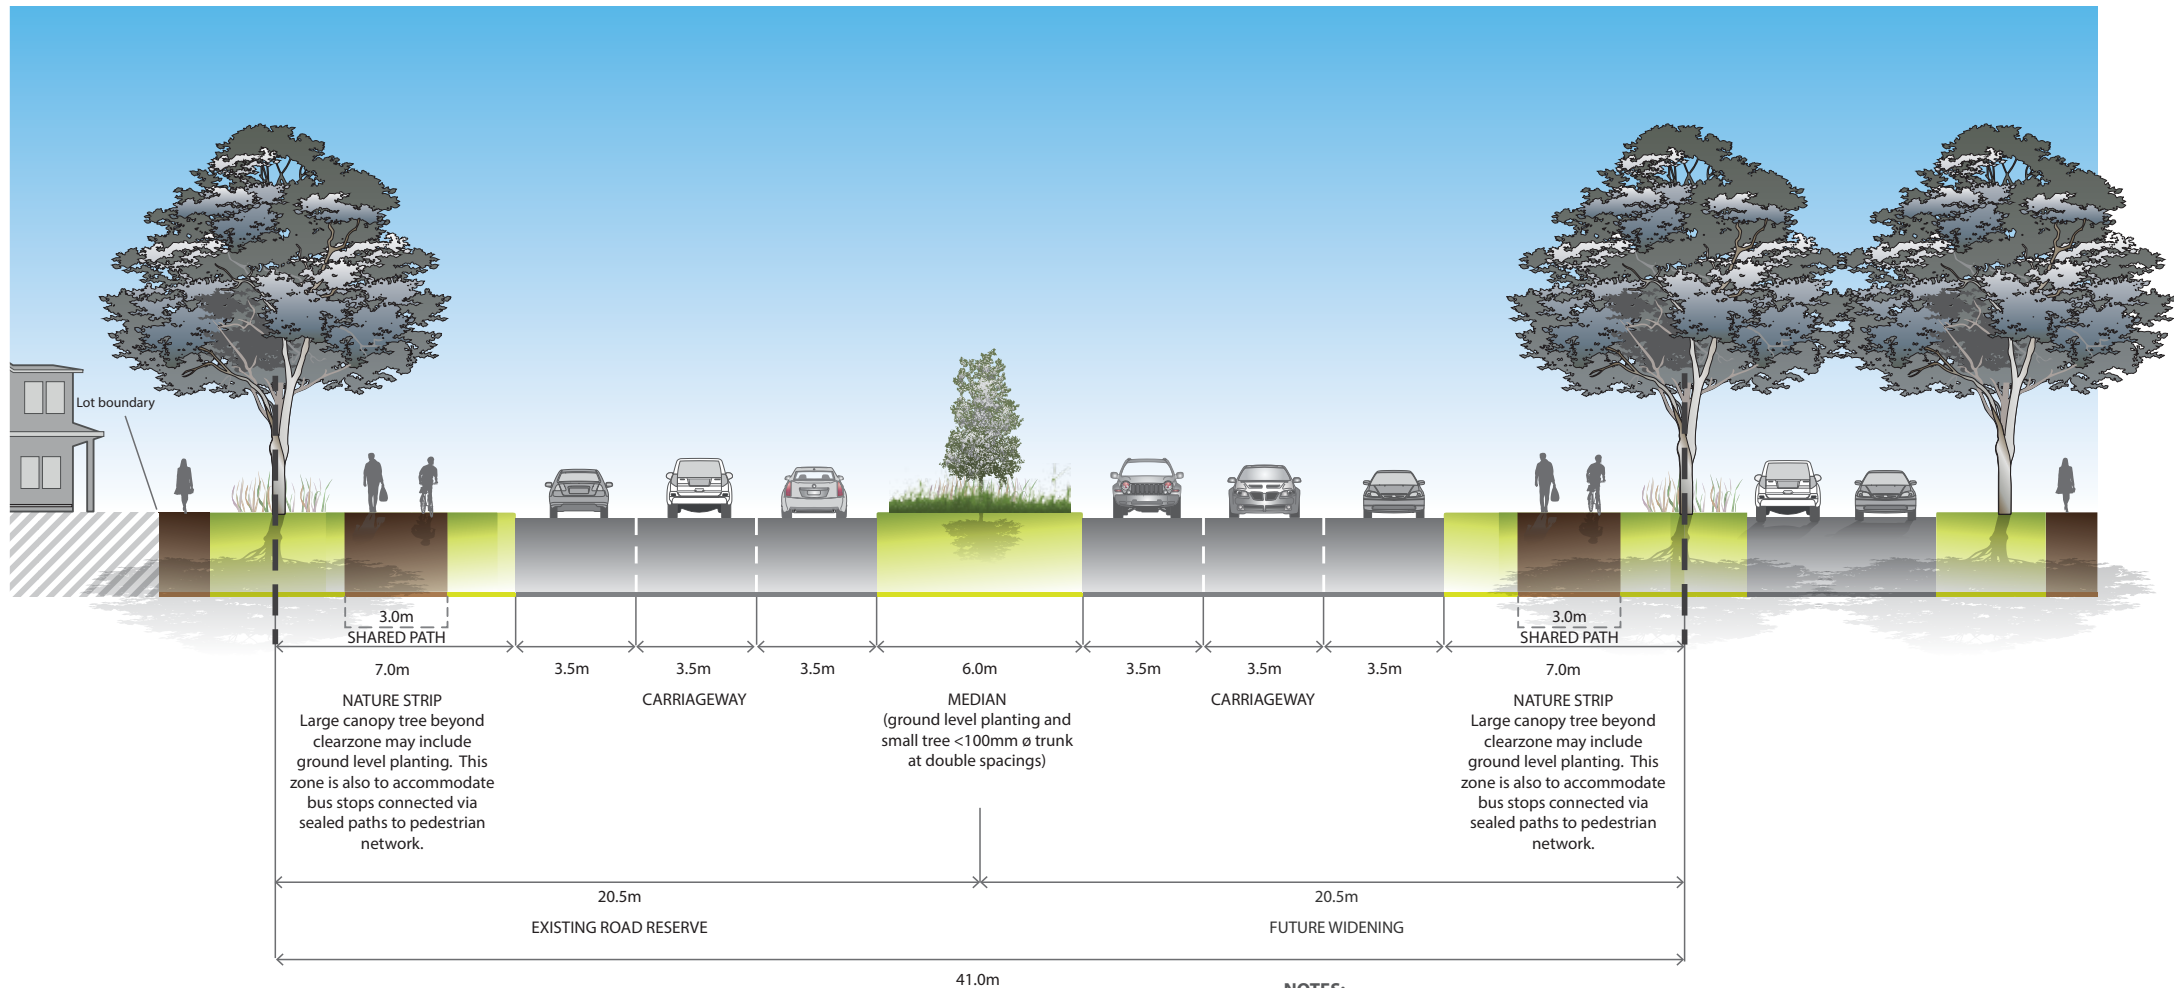 Lot boundary
3.0m
SHARED PATH
3.0m
SHARED PATH
7.0m
3.5m
3.5m
3.5m
6.0m
3.5m
3.5m
3.5m
7.0m
NATURE STRIP
Large canopy tree beyond
clearzone may include
ground level planting. This
zone is also to accommodate
bus stops connected via
sealed paths to pedestrian
network.
CARRIAGEWAY
MEDIAN
(ground level planting and
small tree <100mm ø trunk
at double spacings)
CARRIAGEWAY
NATURE STRIP
Large canopy tree beyond
clearzone may include
ground level planting. This
zone is also to accommodate
bus stops connected via
sealed paths to pedestrian
network.
20.5m
EXISTING ROAD RESERVE
20.5m
FUTURE WIDENING
41.0m
NOTES: